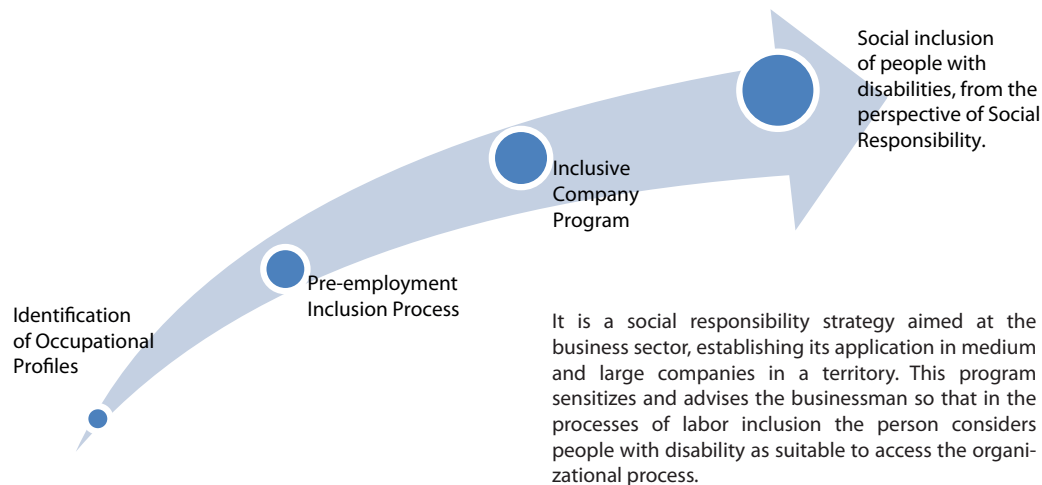 Social inclusion
of people with
disabilities, from the
perspective of Social
Responsibility.
Inclusive
Company
Program
Pre-employment
Inclusion Process
Identification
of Occupational
Profiles
It is a social responsibility strategy aimed at the
business sector, establishing its application in medium
and large companies in a territory. This program
sensitizes and advises the businessman so that in the
processes of labor inclusion the person considers
people with disability as suitable to access the organi-
zational process.